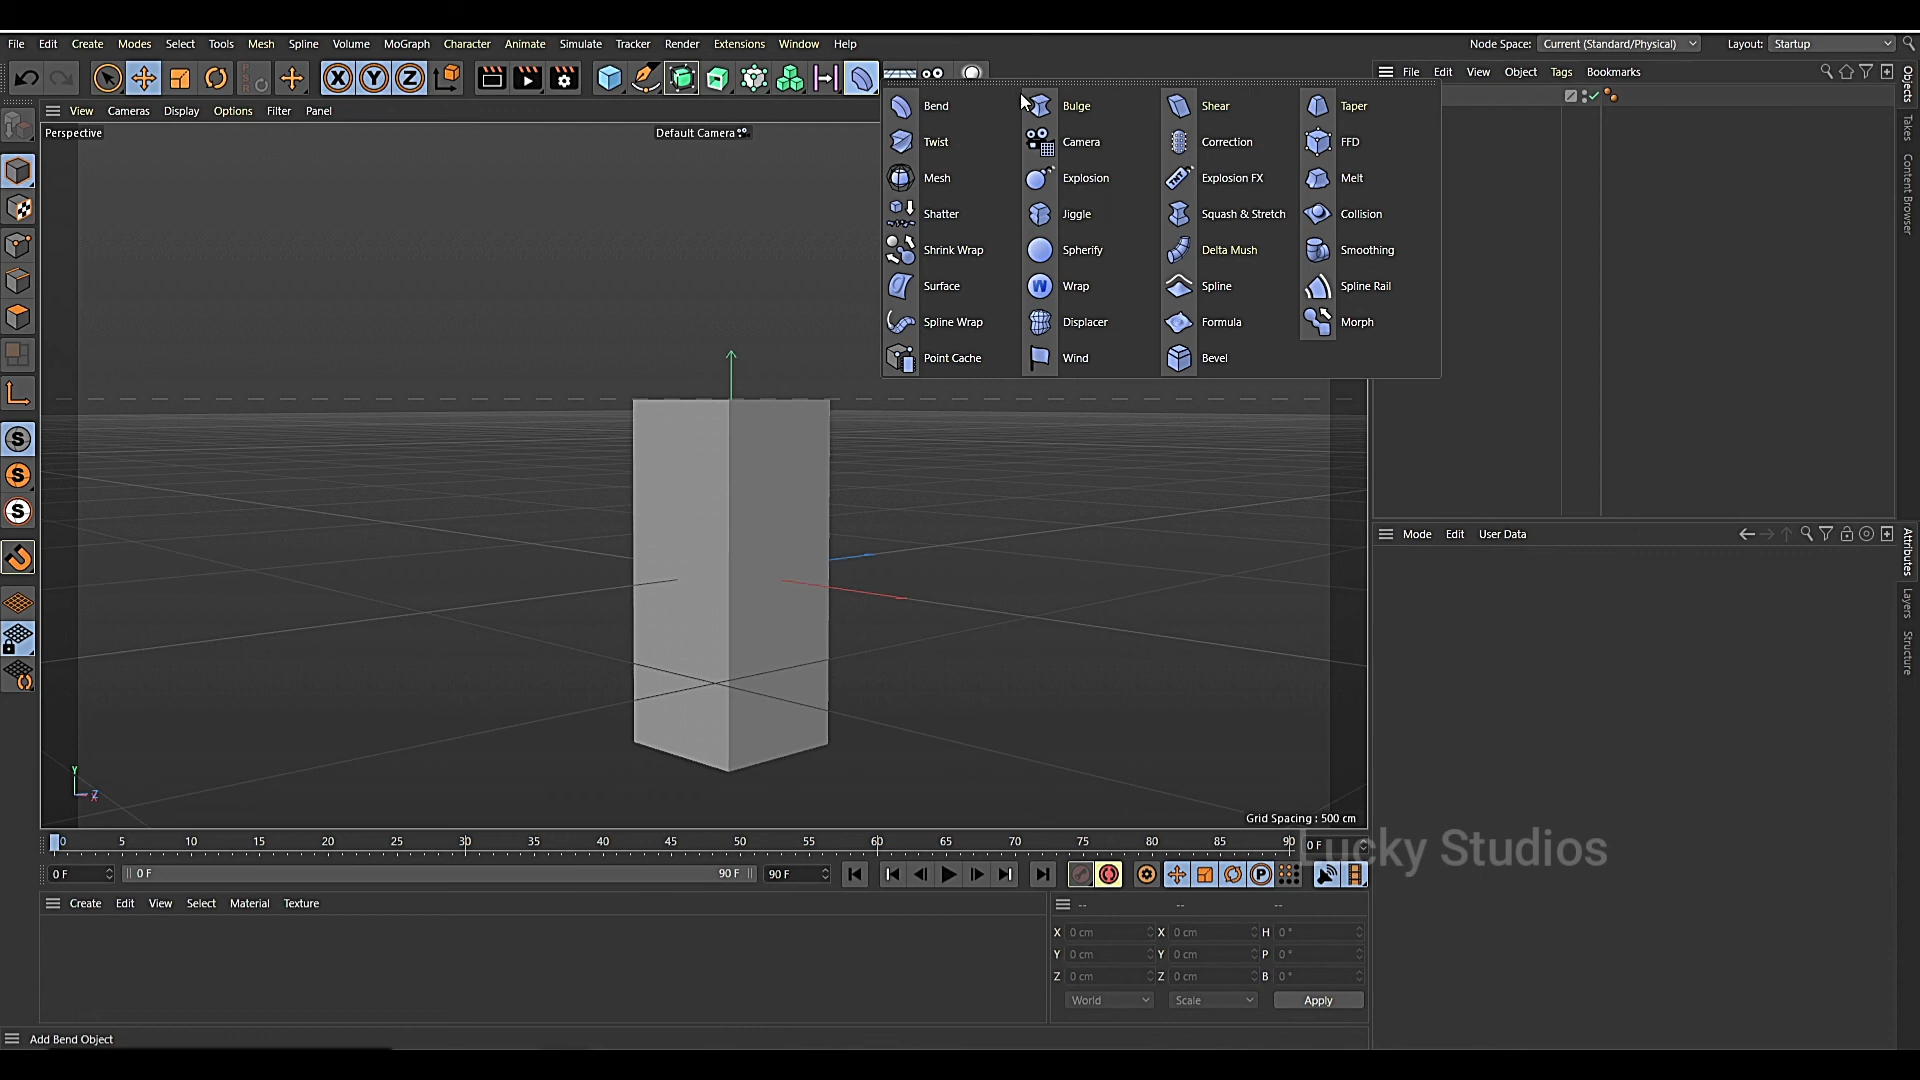 File Edit Create Modes Select Tools Mesh Spline Volume MoGraph Character Animate Simulate Tracker Render Extensions Window Help
Node Space: Current (Standard/Physical) Layout: Startup
X Y Z
File Edit View Object Tags Bookmarks
View Cameras Display Options Filter Panel
Perspective
Default Camera
Bend Bulge Shear Taper
Twist Camera Correction FFD
Mesh Explosion Explosion FX Melt
Shatter Jiggle Squash & Stretch Collision
Shrink Wrap Spherify Delta Mush Smoothing
Surface Wrap Spline Spline Rail
Spline Wrap Displacer Formula Morph
Point Cache Wind Bevel
Objects
Takes
Content Browser
Mode Edit User Data
Attributes
Layers
Structure
Y
Z
Grid Spacing : 500 cm
0 5 10 15 20 25 30 35 40 45 50 55 60 65 70 75 80 85 90 0 F
Lucky Studios
0 F 0 F 90 F 90 F
Create Edit View Select Material Texture
-- -- --
X 0 cm X 0 cm H 0 °
Y 0 cm Y 0 cm P 0 °
Z 0 cm Z 0 cm B 0 °
World Scale Apply
Add Bend Object